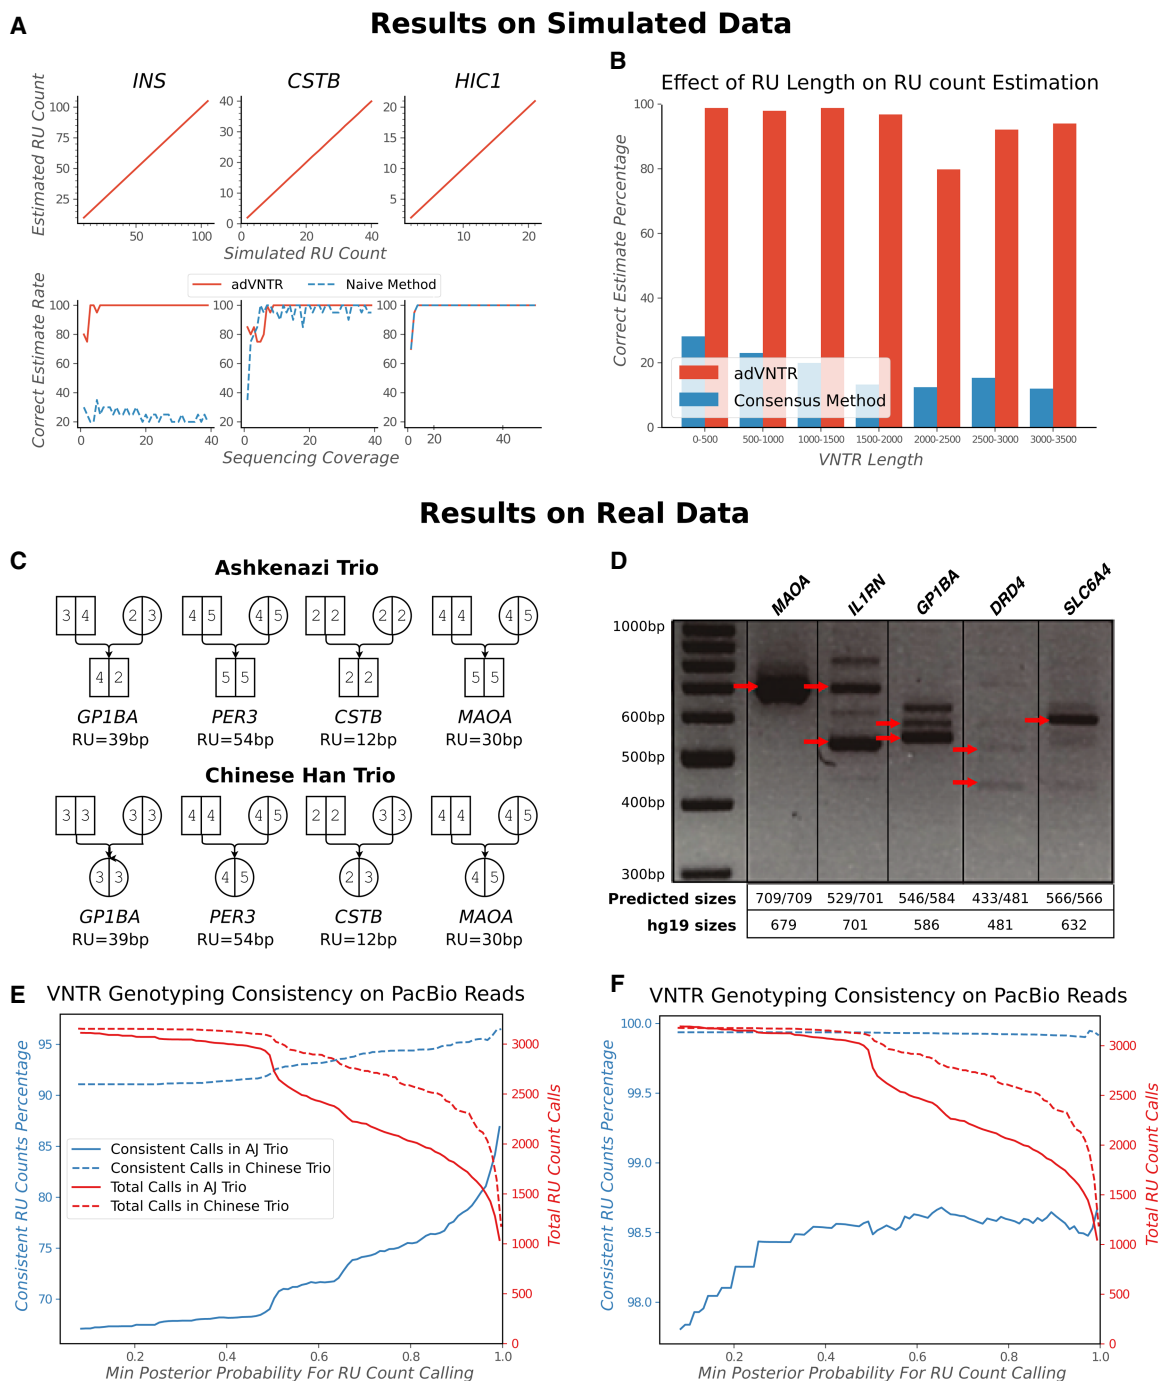 A
Results on Simulated Data
INS
CSTB
HIC1
Estimated RU Count
100
75
50
25
50
100
40
30
20
10
0
0
20
40
20
15
10
5
10
20
Simulated RU Count
adVNTR
Naive Method
Correct Estimate Rate
100
80
60
40
20
0
20
40
100
80
60
40
20
0
20
40
100
80
60
40
20
0
20
40
Sequencing Coverage
B
Effect of RU Length on RU count Estimation
Correct Estimate Percentage
100
80
60
40
20
0
adVNTR
Consensus Method
0-500
500-1000
1000-1500
1500-2000
2000-2500
2500-3000
3000-3500
VNTR Length
Results on Real Data
C
Ashkenazi Trio
3 4
2 3
4 5
4 5
2 2
2 2
4 4
4 5
4 2
5 5
2 2
5 5
GP1BA
PER3
CSTB
MAOA
RU=39bp
RU=54bp
RU=12bp
RU=30bp
Chinese Han Trio
3 3
3 3
4 4
4 5
2 2
3 3
4 4
4 5
3 3
4 5
2 3
4 5
GP1BA
PER3
CSTB
MAOA
RU=39bp
RU=54bp
RU=12bp
RU=30bp
D
MAOA
IL1RN
GP1BA
DRD4
SLC6A4
1000bp
600bp
500bp
400bp
300bp
Predicted sizes
709/709
529/701
546/584
433/481
566/566
hg19 sizes
679
701
586
481
632
E
VNTR Genotyping Consistency on PacBio Reads
Consistent RU Counts Percentage
95
90
85
80
75
70
Consistent Calls in AJ Trio
Consistent Calls in Chinese Trio
Total Calls in AJ Trio
Total Calls in Chinese Trio
3000
2500
2000
1500
1000
500
0
Total RU Count Calls
0.2
0.4
0.6
0.8
1.0
Min Posterior Probability For RU Count Calling
F
VNTR Genotyping Consistency on PacBio Reads
Consistent RU Counts Percentage
100.0
99.5
99.0
98.5
98.0
3000
2500
2000
1500
1000
500
0
Total RU Count Calls
0.2
0.4
0.6
0.8
1.0
Min Posterior Probability For RU Count Calling